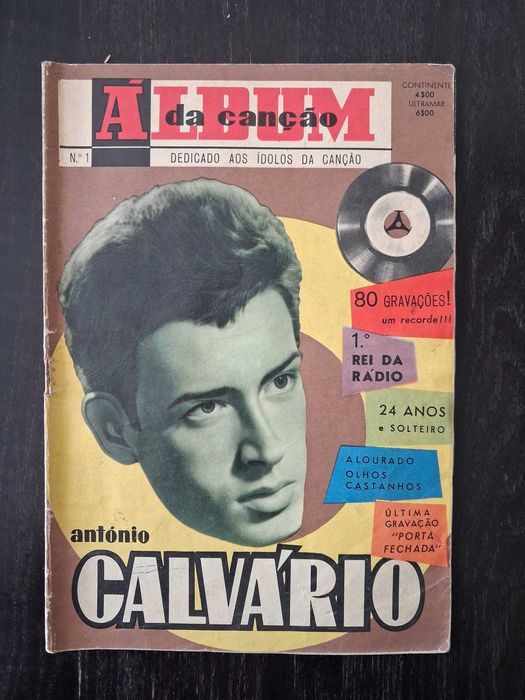 ÁLBUM
da canção
N.º 1
DEDICADO AOS ÍDOLOS DA CANÇÃO
CONTINENTE
4$00
ULTRAMAR
6$00
80 GRAVAÇÕES!
um recorde!!!
1.º
REI DA
RÁDIO
24 ANOS
e SOLTEIRO
ALOURADO
OLHOS
CASTANHOS
ÚLTIMA
GRAVAÇÃO
"PORTA
FECHADA"
antónio
CALVÁRIO